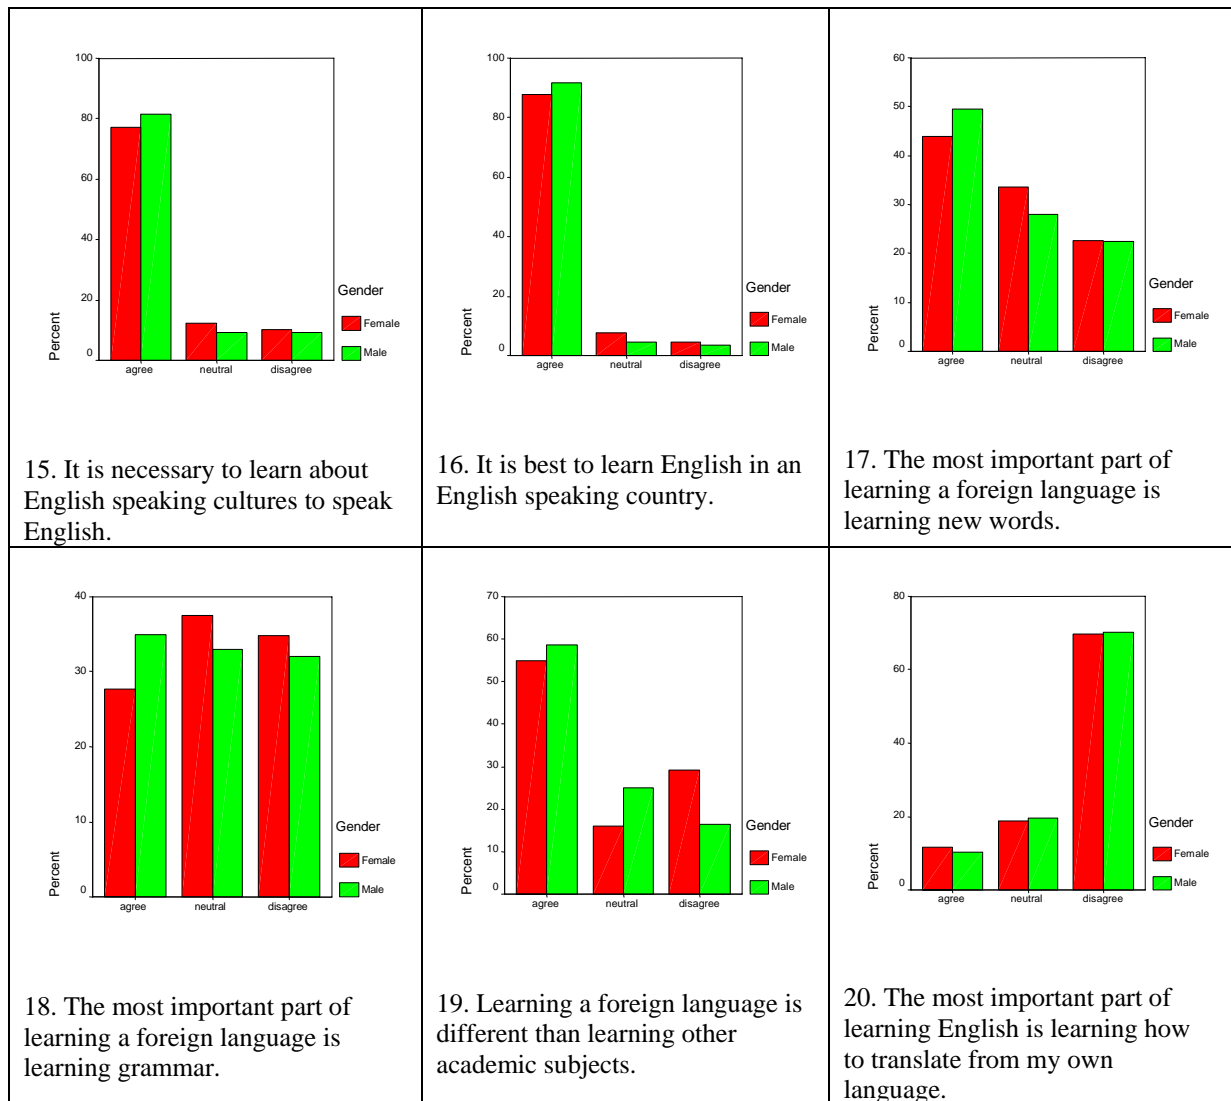 100
80
60
40
20
0
Percent
agree neutral disagree
Gender
Female
Male
15. It is necessary to learn about
English speaking cultures to speak
English.
100
80
60
40
20
0
Percent
agree neutral disagree
Gender
Female
Male
16. It is best to learn English in an
English speaking country.
60
50
40
30
20
10
0
Percent
agree neutral disagree
Gender
Female
Male
17. The most important part of
learning a foreign language is
learning new words.
40
30
20
10
0
Percent
agree neutral disagree
Gender
Female
Male
18. The most important part of
learning a foreign language is
learning grammar.
70
60
50
40
30
20
10
0
Percent
agree neutral disagree
Gender
Female
Male
19. Learning a foreign language is
different than learning other
academic subjects.
80
60
40
20
0
Percent
agree neutral disagree
Gender
Female
Male
20. The most important part of
learning English is learning how
to translate from my own
language.